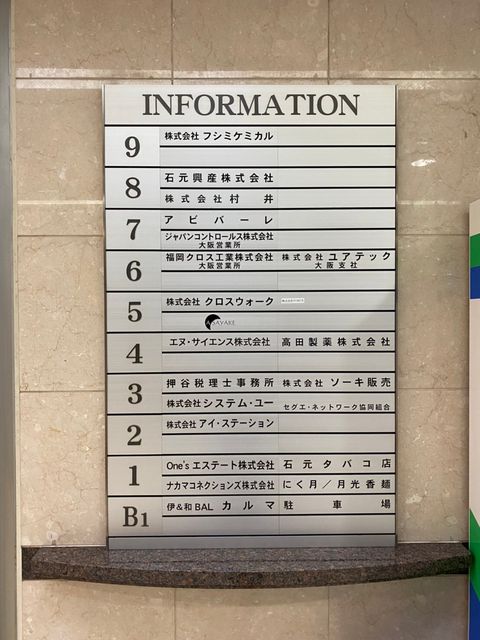 INFORMATION
9 株式会社 フシミケミカル
8 石元興産株式会社
株式会社 村井
7 アビバーレ
ジャパンコントロールス株式会社
大阪営業所
6 福岡クロス工業株式会社 株式会社 ユアテック
大阪営業所 大阪支社
5 株式会社 クロスウォーク
ASAYAKE
4 エヌ・サイエンス株式会社 高田製薬株式会社
3 押谷税理士事務所 株式会社 ソーキ販売
株式会社 システム・ユー セグエ・ネットワーク協同組合
2 株式会社 アイ・ステーション
1 One's エステート株式会社 石元タバコ店
ナカマコネクションズ株式会社 にく月／月光香麺
B1 伊&和 BAL カルマ 駐車場